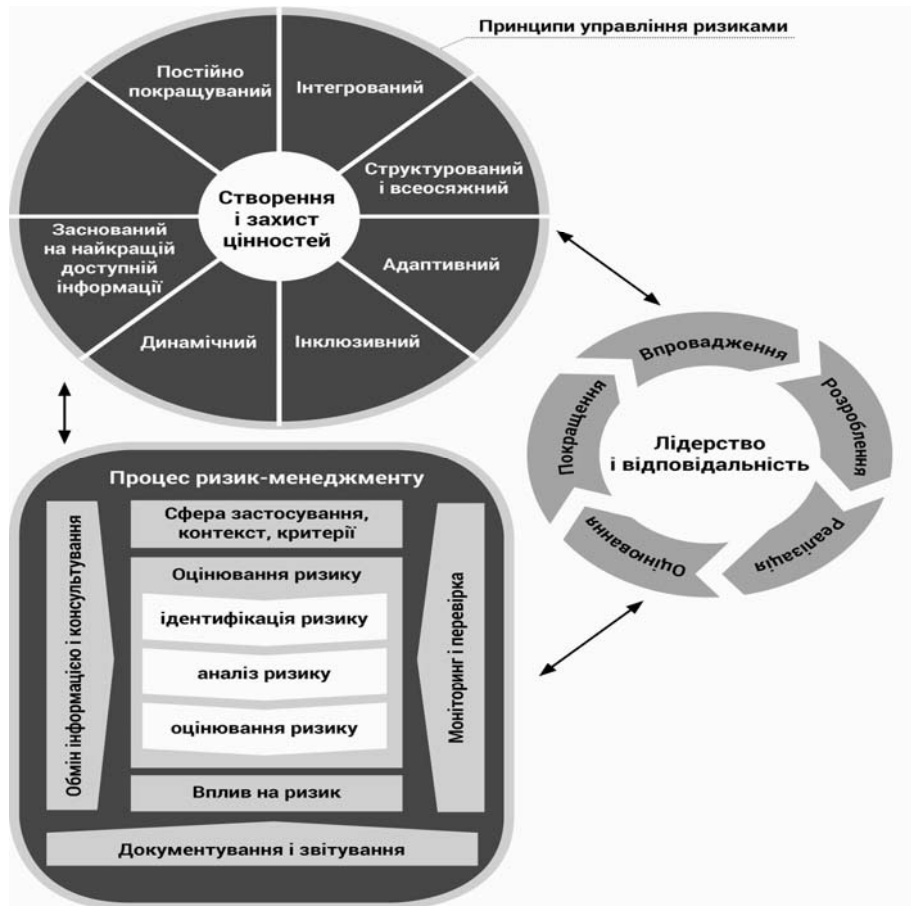 Принципи управління ризиками
Постійно
покращуваний
Інтегрований
Структурований
і всеосяжний
Адаптивний
Інклюзивний
Динамічний
Заснований
на найкращій
доступній
інформації
Створення
і захист
цінностей
Впровадження
Розроблення
Реалізація
Оцінювання
Покращення
Лідерство
і відповідальність
Процес ризик-менеджменту
Обмін інформацією і консультування
Сфера застосування,
контекст, критерії
Оцінювання ризику
ідентифікація ризику
аналіз ризику
оцінювання ризику
Вплив на ризик
Моніторинг і перевірка
Документування і звітування